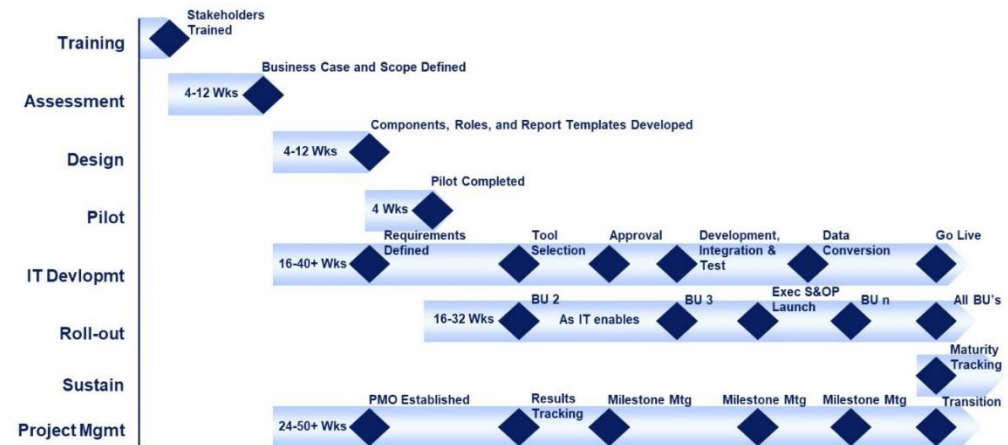 Stakeholders
Trained
Training
Business Case and Scope Defined
4-12 Wks
Assessment
Components, Roles, and Report Templates Developed
4-12 Wks
Design
Pilot Completed
4 Wks
Pilot
Requirements
Defined
Tool
Selection
Approval
Development,
Integration &
Test
Data
Conversion
Go Live
16-40+ Wks
IT Devlopmt
BU 2
BU 3
Exec S&OP
Launch
BU n
All BU's
16-32 Wks
As IT enables
Roll-out
Maturity
Tracking
Sustain
PMO Established
Results
Tracking
Milestone Mtg
Milestone Mtg
Milestone Mtg
Transition
24-50+ Wks
Project Mgmt